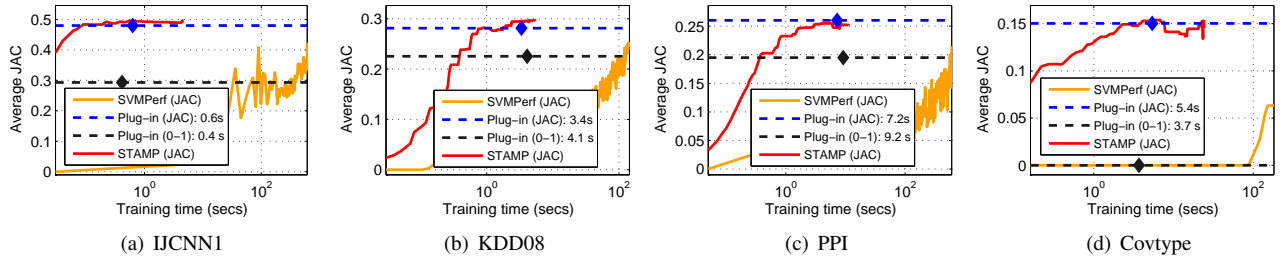 Average JAC
0.5
0.4
0.3
0.2
0.1
0
SVMPerf (JAC)
Plug−in (JAC): 0.6s
Plug−in (0−1): 0.4 s
STAMP (JAC)
10^0
10^2
Training time (secs)
(a) IJCNN1
Average JAC
0.3
0.2
0.1
0
SVMPerf (JAC)
Plug−in (JAC): 3.4s
Plug−in (0−1): 4.1 s
STAMP (JAC)
10^0
10^2
Training time (secs)
(b) KDD08
Average JAC
0.25
0.2
0.15
0.1
0.05
0
SVMPerf (JAC)
Plug−in (JAC): 7.2s
Plug−in (0−1): 9.2 s
STAMP (JAC)
10^0
10^2
Training time (secs)
(c) PPI
Average JAC
0.15
0.1
0.05
0
SVMPerf (JAC)
Plug−in (JAC): 5.4s
Plug−in (0−1): 3.7 s
STAMP (JAC)
10^0
10^2
Training time (secs)
(d) Covtype